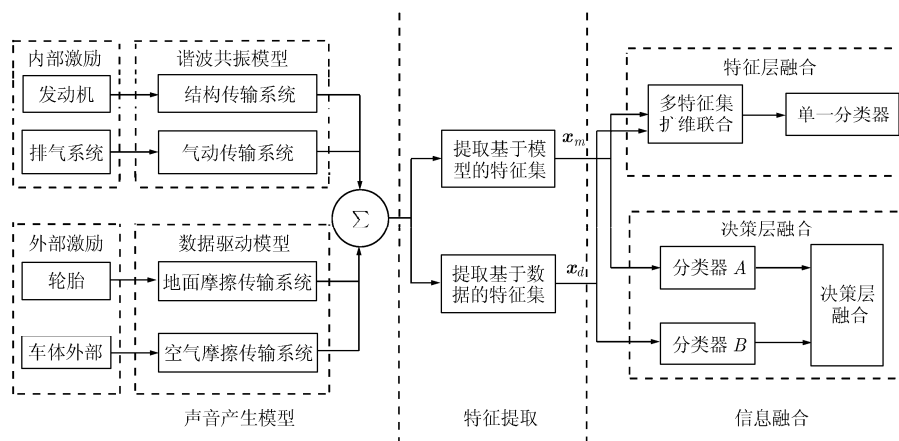 内部激励
发动机
排气系统
谐波共振模型
结构传输系统
气动传输系统
外部激励
轮胎
车体外部
数据驱动模型
地面摩擦传输系统
空气摩擦传输系统
Σ
声音产生模型
提取基于模
型的特征集
x_m
提取基于数
据的特征集
x_d
特征提取
特征层融合
多特征集
扩维联合
单一分类器
决策层融合
分类器 A
分类器 B
决策层
融合
信息融合